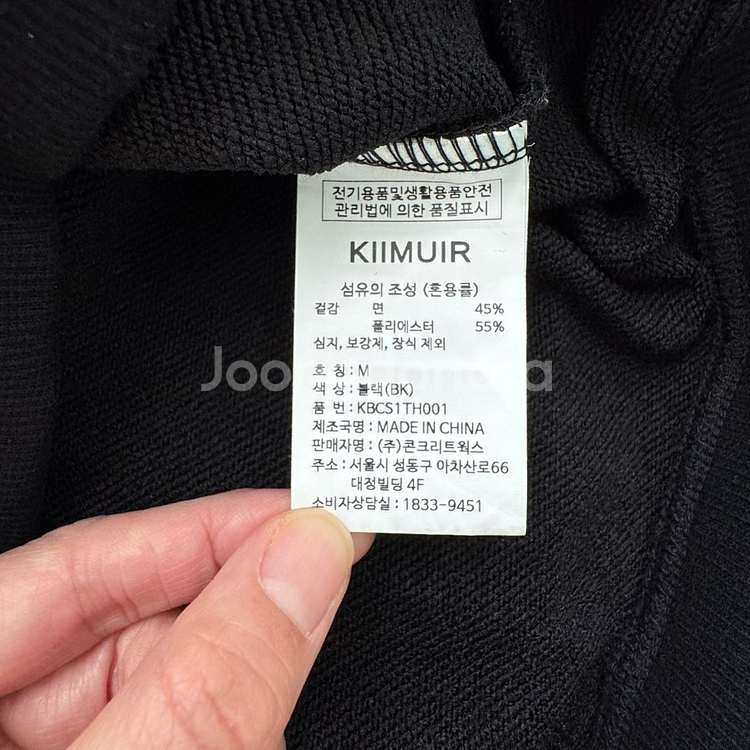 전기용품및생활용품안전
관리법에 의한 품질표시
KIIMUIR
섬유의 조성 (혼용률)
겉감 면 45%
폴리에스터 55%
심지, 보강제, 장식 제외
호 칭 : M
색 상 : 블랙(BK)
품 번 : KBCS1TH001
제조국명 : MADE IN CHINA
판매자명 : (주)콘크리트웍스
주소 : 서울시 성동구 아차산로66
대정빌딩 4F
소비자상담실 : 1833-9451